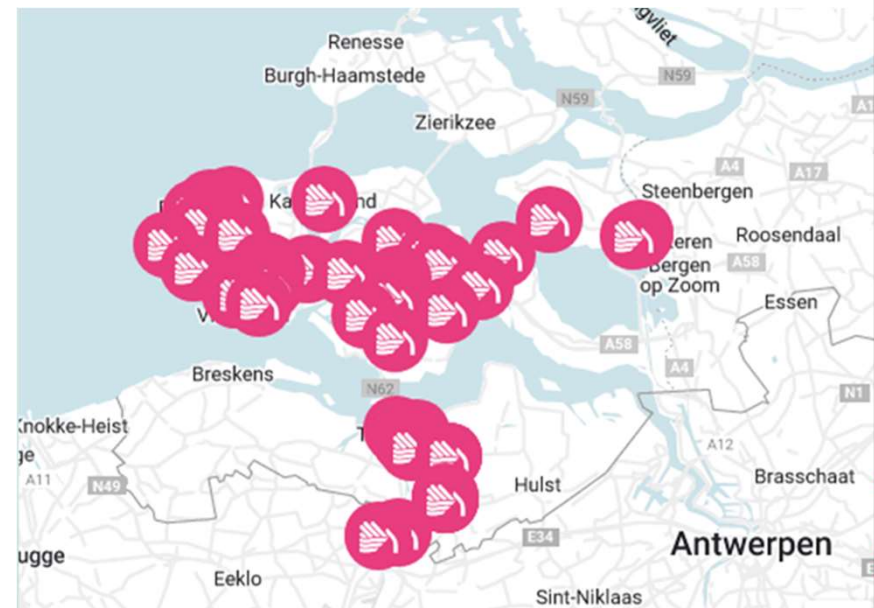 Renesse
Burgh-Haamstede
N59
N59
Zierikzee
A4
A17
Steenbergen
Roosendaal
A58
Bergen
op Zoom
Essen
A58
A4
N1
Breskens
N62
Knokke-Heist
A11
N49
A12
Hulst
Brasschaat
E34
Antwerpen
Eeklo
Sint-Niklaas